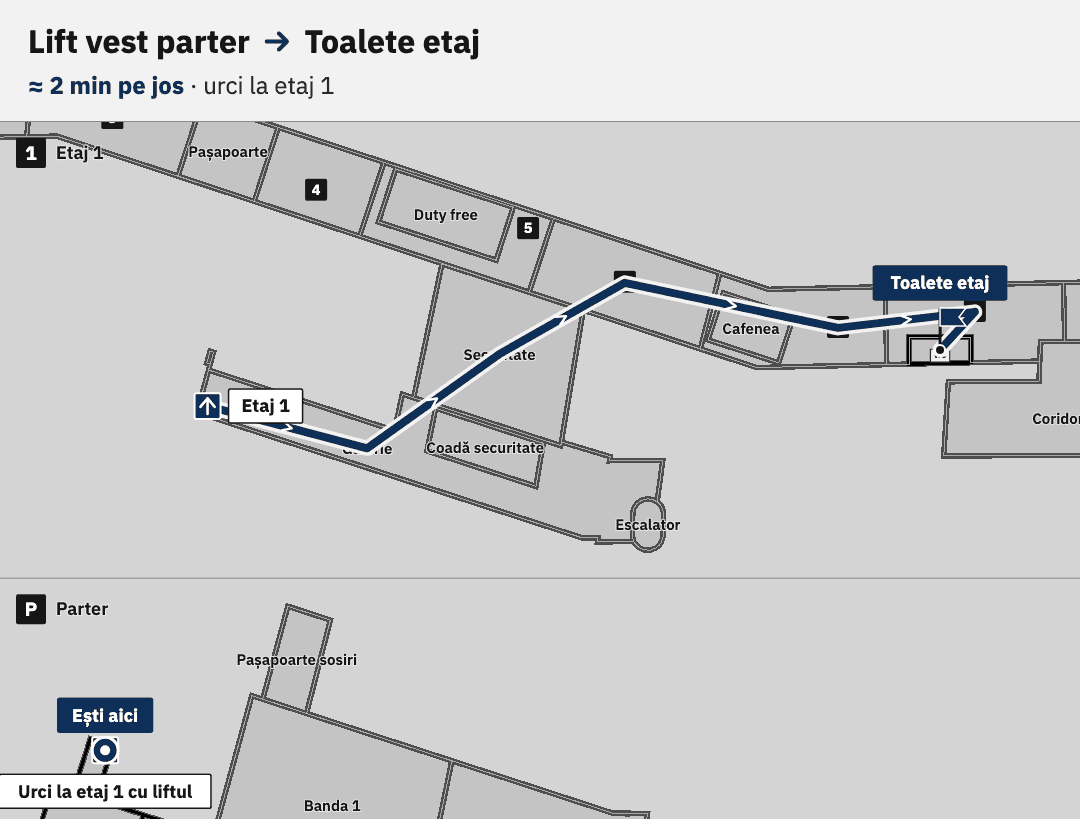 Lift vest parter → Toalete etaj
≈ 2 min pe jos · urci la etaj 1
1 Etaj 1
Pașapoarte
4
Duty free
5
Toalete etaj
Cafenea
Securitate
Etaj 1
Coadă securitate
Coridor
Escalator
P Parter
Pașapoarte sosiri
Ești aici
Urci la etaj 1 cu liftul
Banda 1